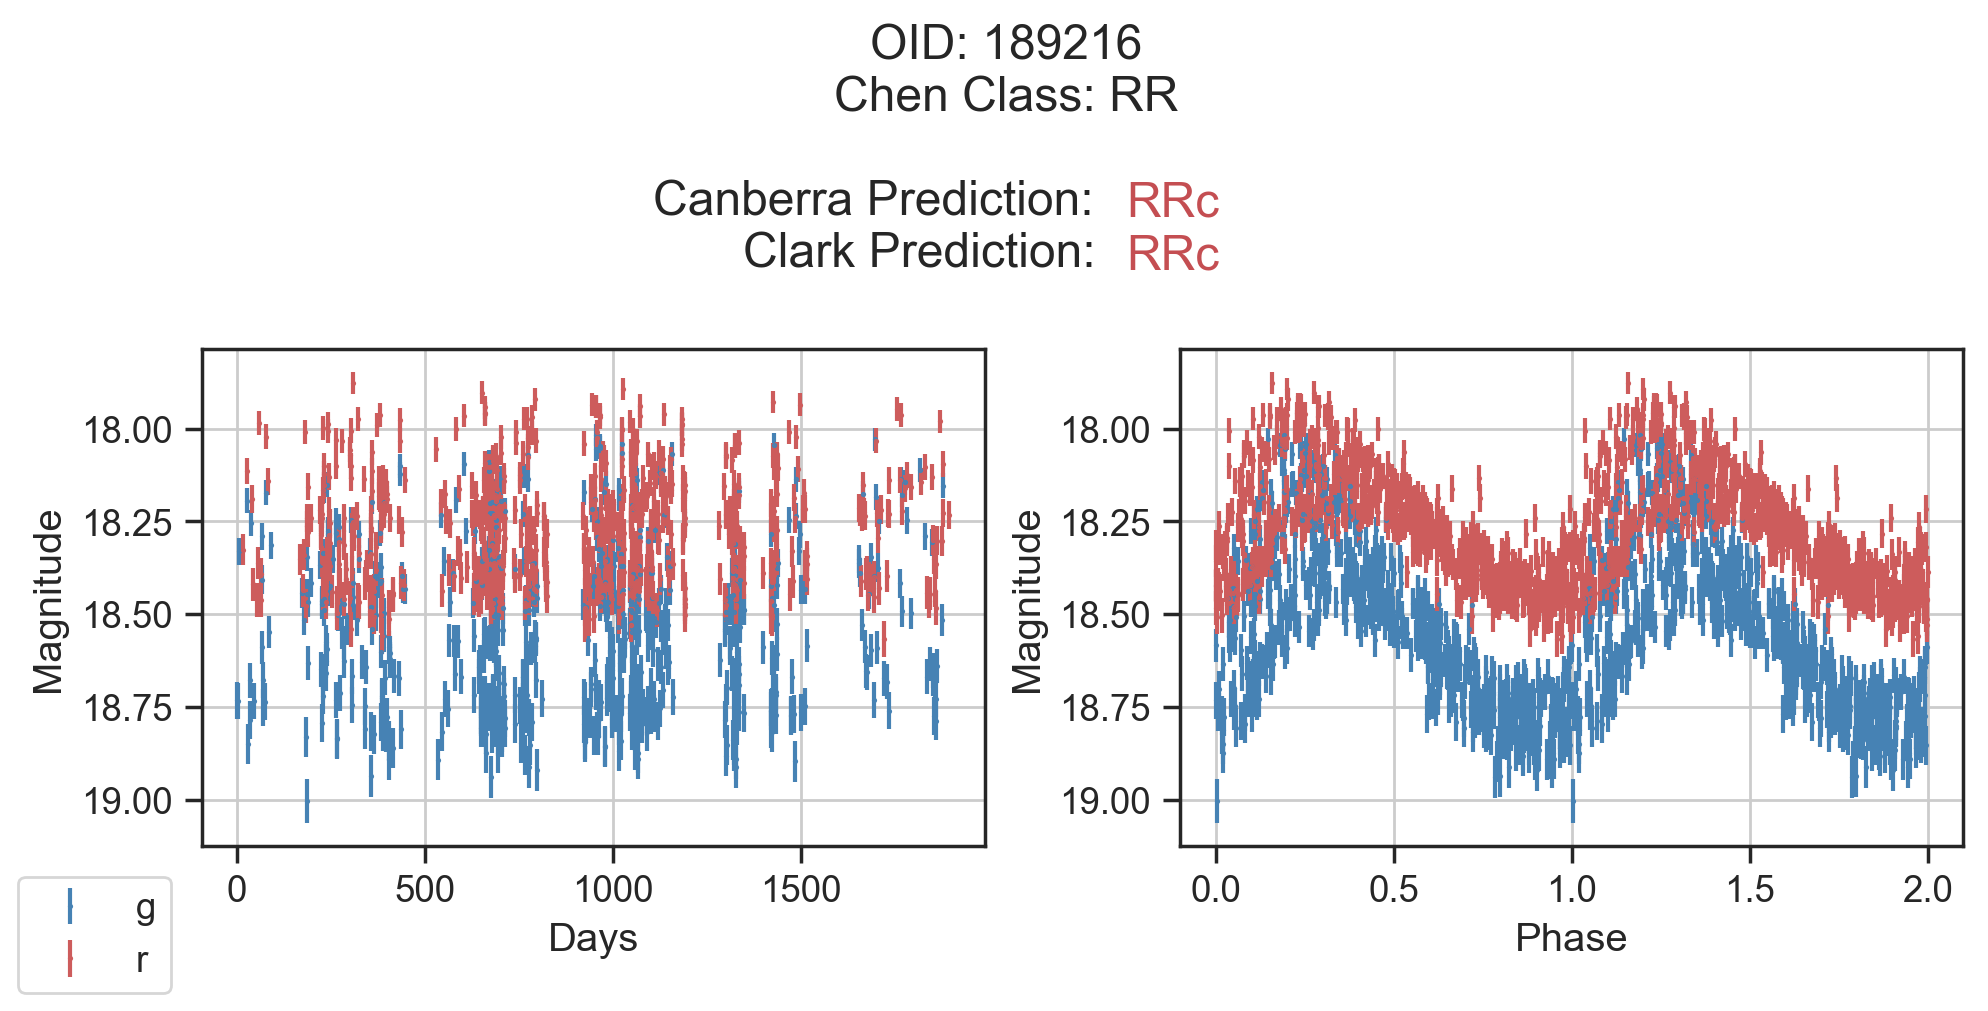 OID: 189216
Chen Class: RR
Canberra Prediction: RRc
Clark Prediction: RRc
Magnitude
18.00
18.25
18.50
18.75
19.00
0 500 1000 1500
Days
Magnitude
18.00
18.25
18.50
18.75
19.00
0.0 0.5 1.0 1.5 2.0
Phase
g
r